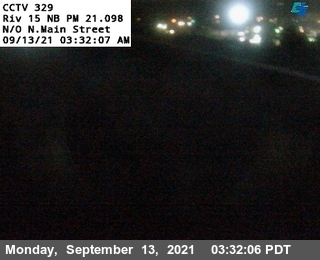 CCTV 329
Riv 15 NB PM 21.098
N/O N.Main Street
09/13/21 03:32:07 AM
Monday, September 13, 2021 03:32:06 PDT